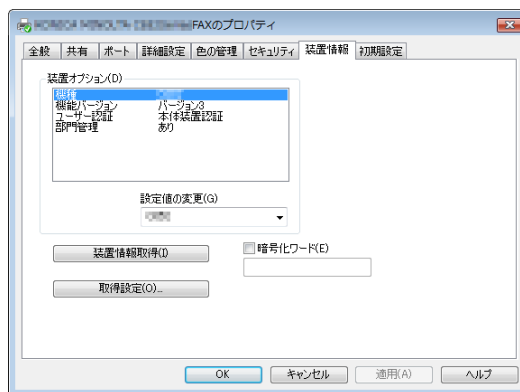 FAXのプロパティ
全般 共有 ポート 詳細設定 色の管理 セキュリティ 装置情報 初期設定
装置オプション(D)
機種
機能バージョン バージョン3
ユーザー認証 本体装置認証
部門管理 あり
設定値の変更(G)
装置情報取得(I)
暗号化ワード(E)
取得設定(O)...
OK キャンセル 適用(A) ヘルプ